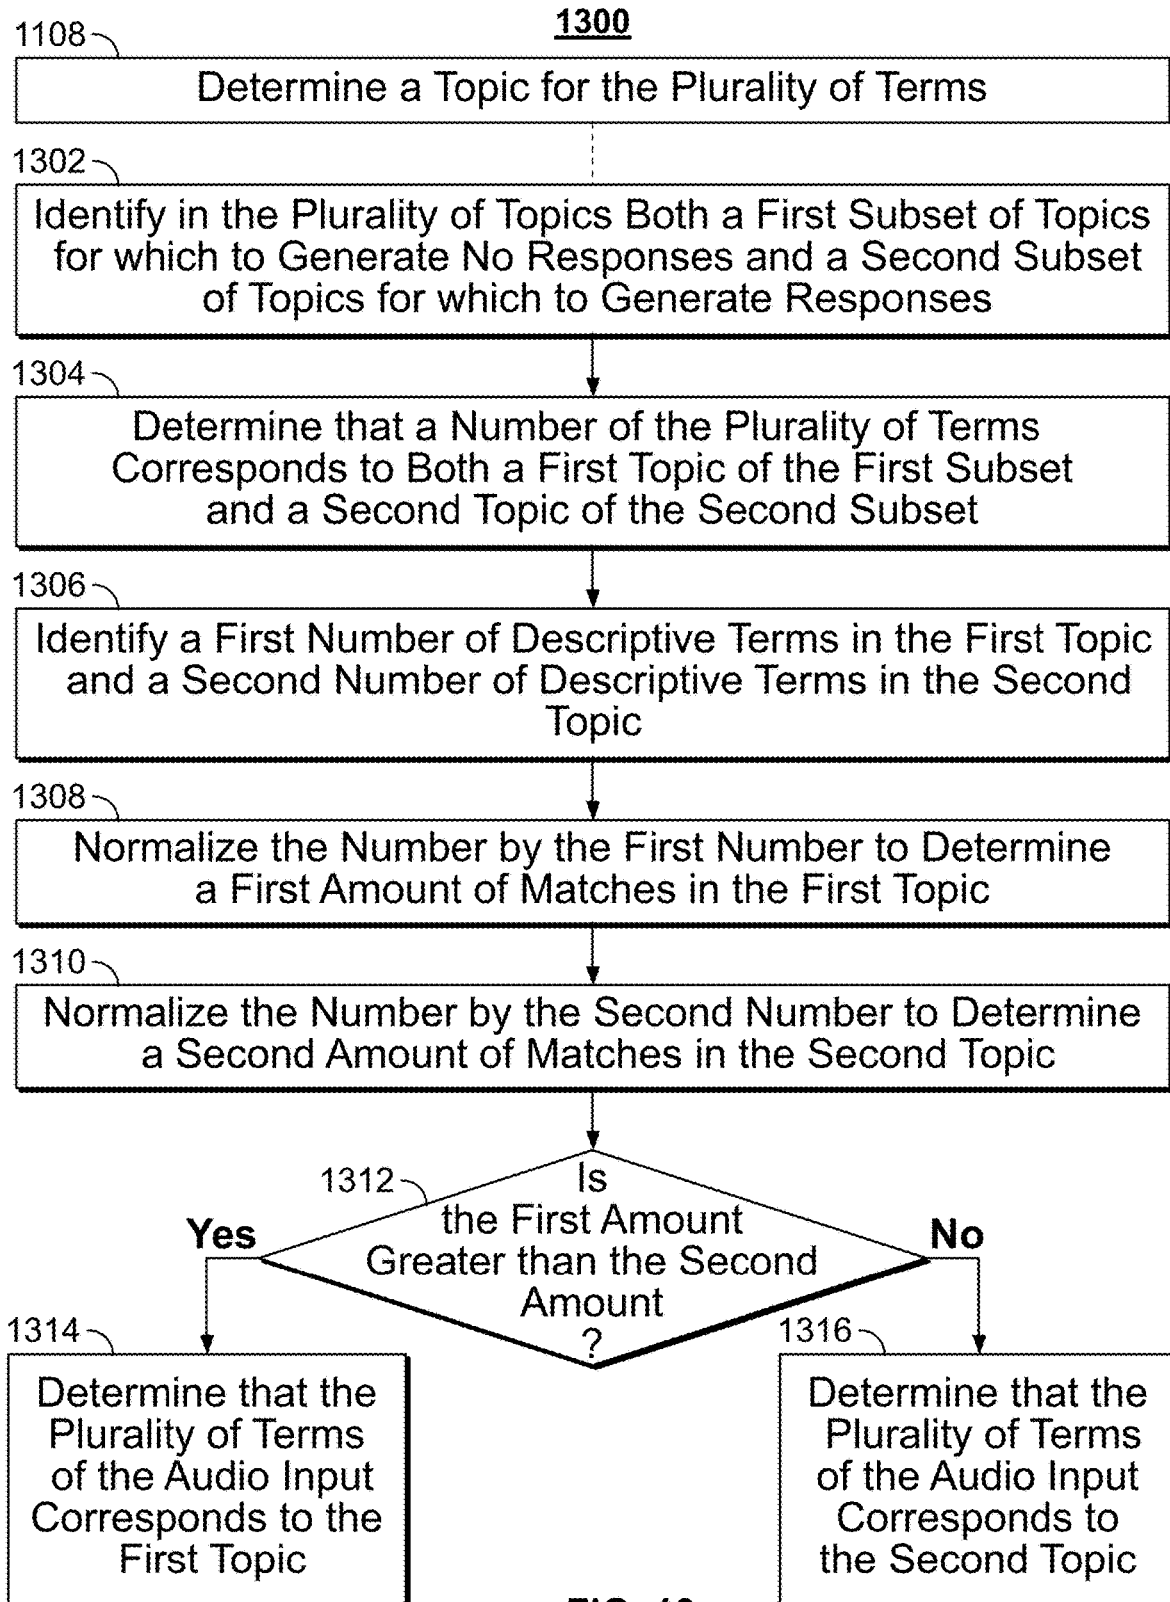 1300
1108
Determine a Topic for the Plurality of Terms
1302
Identify in the Plurality of Topics Both a First Subset of Topics
for which to Generate No Responses and a Second Subset
of Topics for which to Generate Responses
1304
Determine that a Number of the Plurality of Terms
Corresponds to Both a First Topic of the First Subset
and a Second Topic of the Second Subset
1306
Identify a First Number of Descriptive Terms in the First Topic
and a Second Number of Descriptive Terms in the Second
Topic
1308
Normalize the Number by the First Number to Determine
a First Amount of Matches in the First Topic
1310
Normalize the Number by the Second Number to Determine
a Second Amount of Matches in the Second Topic
1312
Is
the First Amount
Greater than the Second
Amount
?
Yes
No
1314
Determine that the
Plurality of Terms
of the Audio Input
Corresponds to the
First Topic
1316
Determine that the
Plurality of Terms
of the Audio Input
Corresponds to
the Second Topic